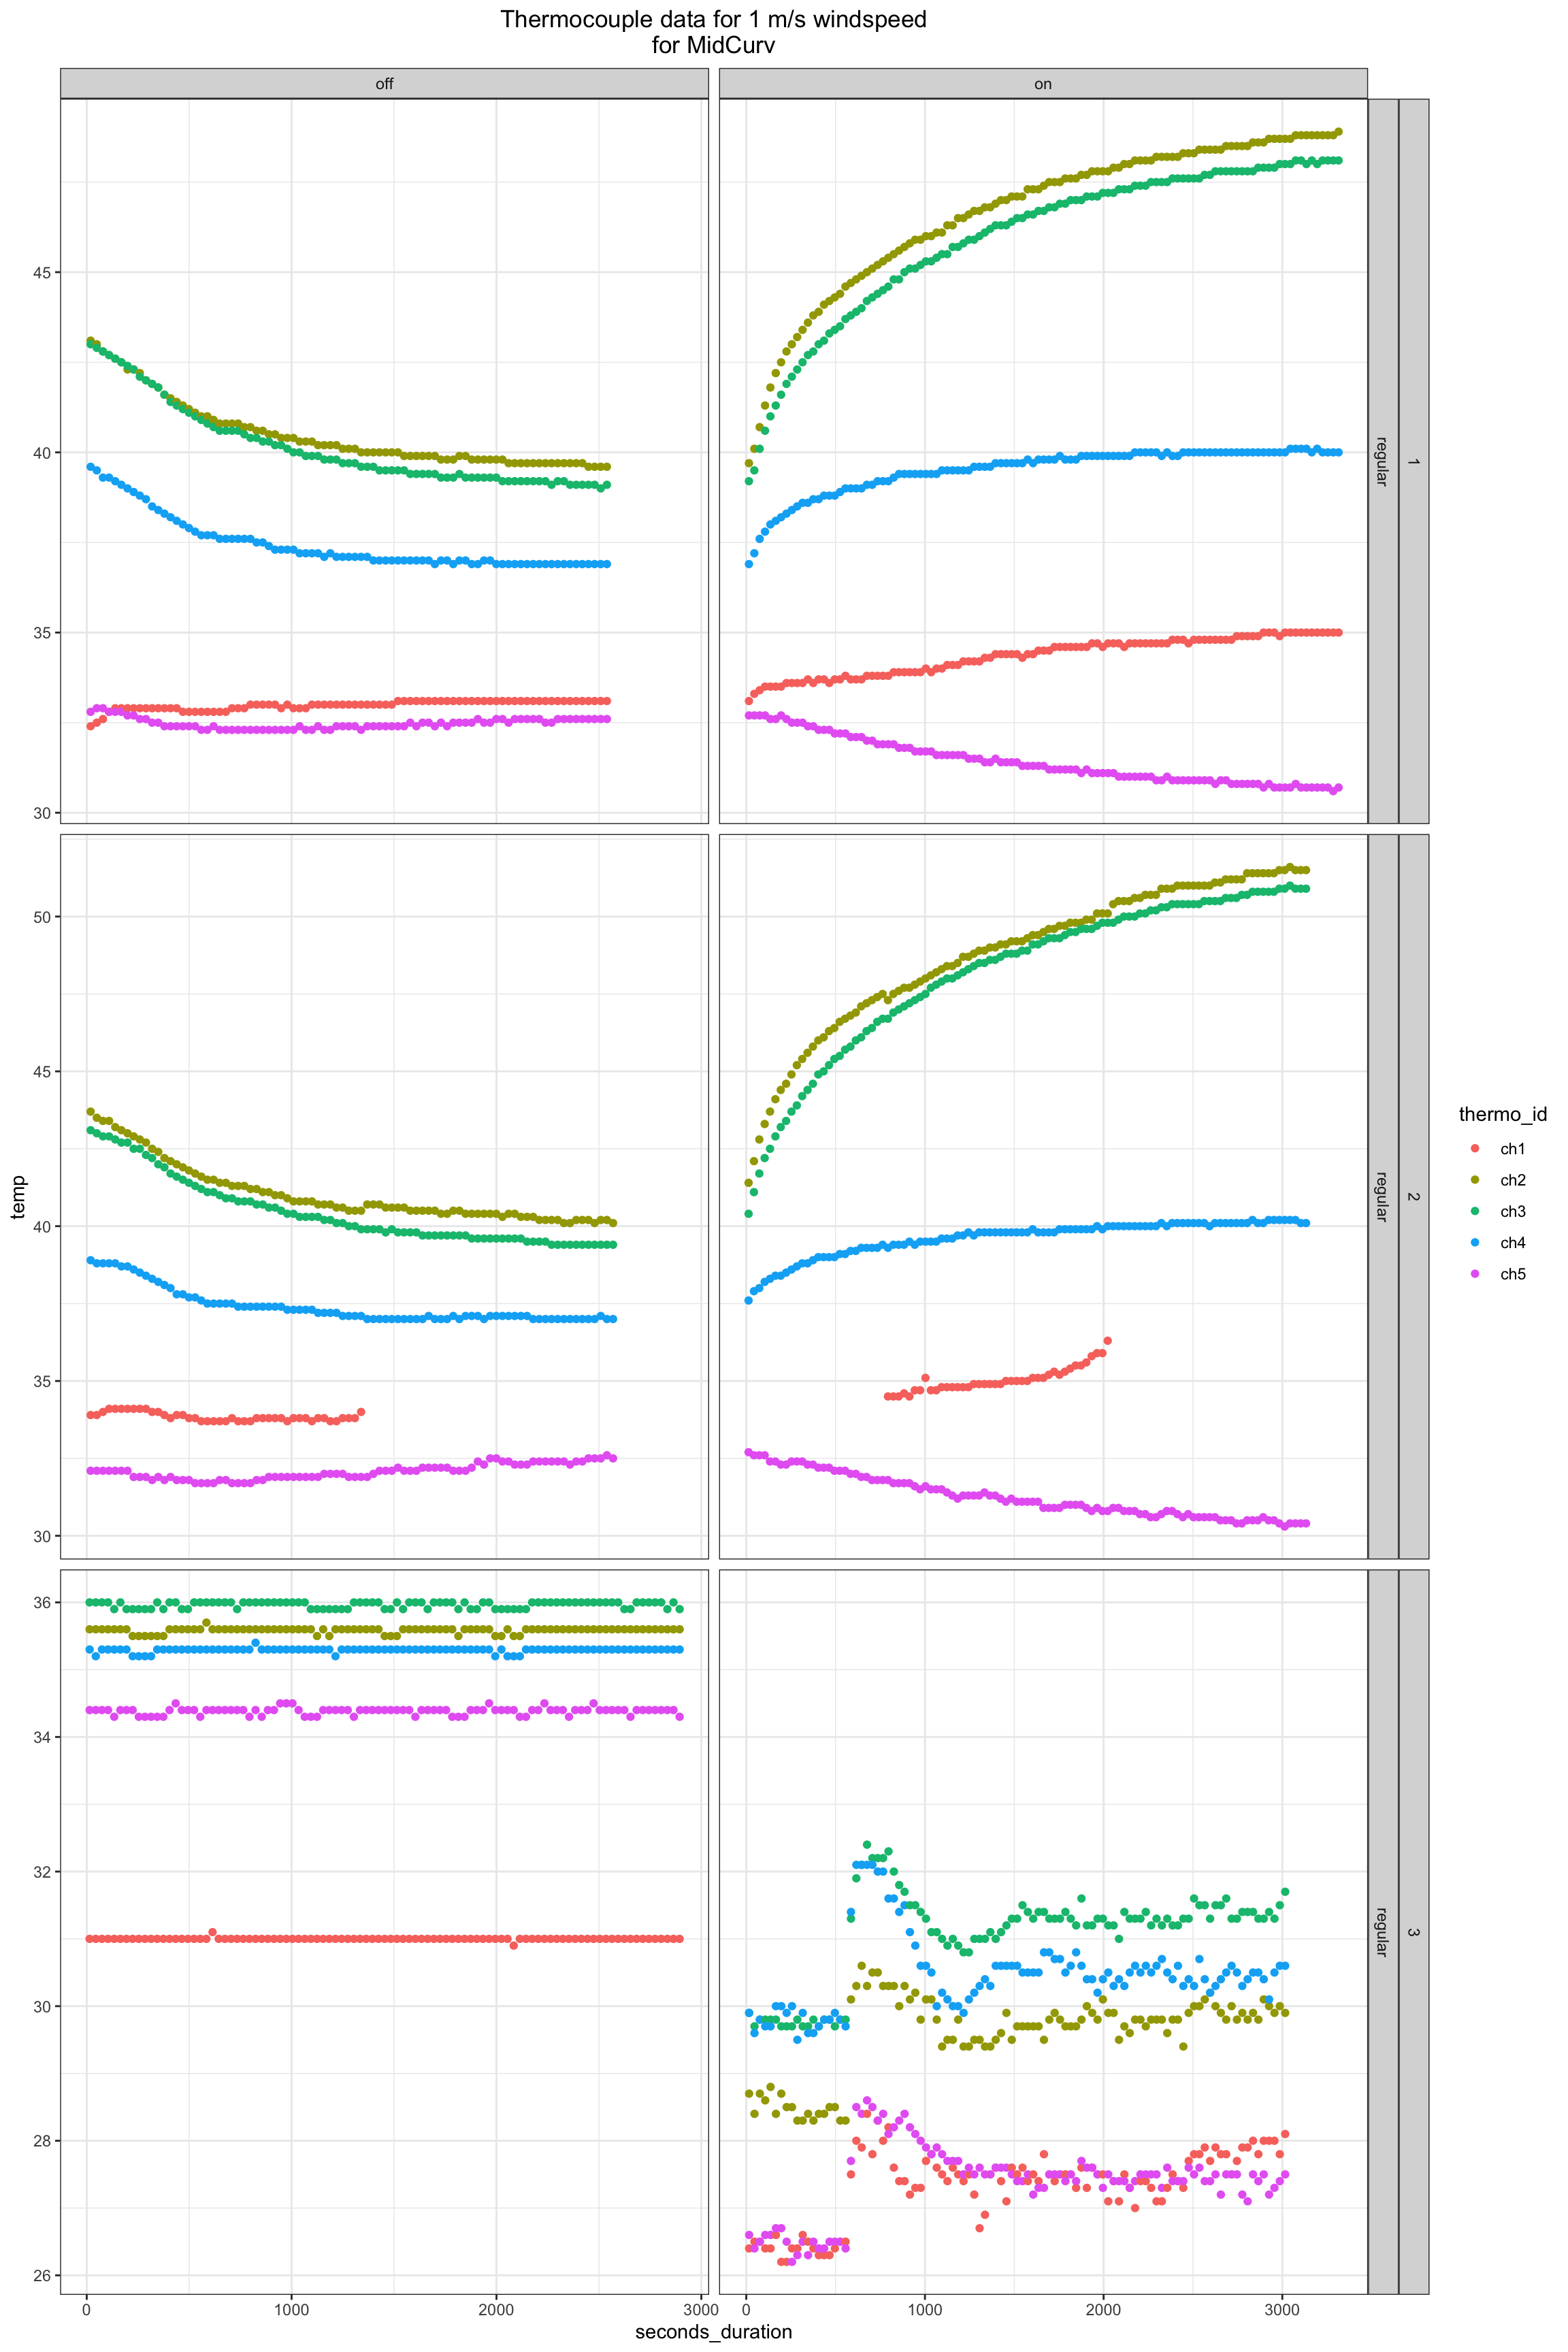 Thermocouple data for 1 m/s windspeed
for MidCurv
off
on
45
40
35
30
regular
1
50
45
40
35
30
regular
2
36
34
32
30
28
26
regular
3
temp
0
1000
2000
3000
0
1000
2000
3000
seconds_duration
thermo_id
ch1
ch2
ch3
ch4
ch5